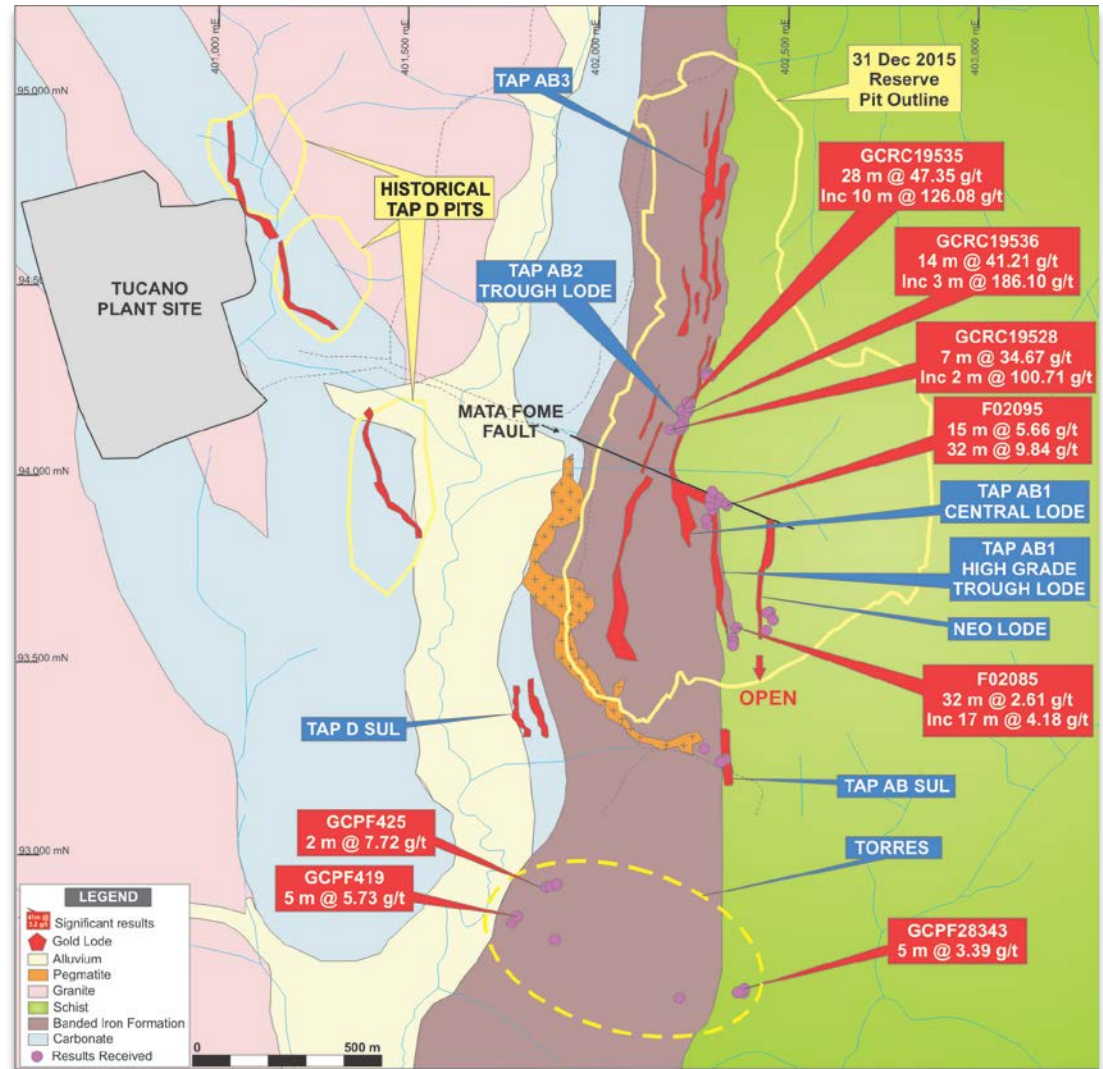 401,000 mE
401,500 mE
402,000 mE
402,500 mE
403,000 mE
95,000 mN
94,000 mN
93,500 mN
93,000 mN
TAP AB3
31 Dec 2015
Reserve
Pit Outline
HISTORICAL
TAP D PITS
TUCANO
PLANT SITE
TAP AB2
TROUGH LODE
MATA FOME
FAULT
GCRC19535
28 m @ 47.35 g/t
Inc 10 m @ 126.08 g/t
GCRC19536
14 m @ 41.21 g/t
Inc 3 m @ 186.10 g/t
GCRC19528
7 m @ 34.67 g/t
Inc 2 m @ 100.71 g/t
F02095
15 m @ 5.66 g/t
32 m @ 9.84 g/t
TAP AB1
CENTRAL LODE
TAP AB1
HIGH GRADE
TROUGH LODE
NEO LODE
OPEN
F02085
32 m @ 2.61 g/t
Inc 17 m @ 4.18 g/t
TAP D SUL
TAP AB SUL
TORRES
GCPF425
2 m @ 7.72 g/t
GCPF419
5 m @ 5.73 g/t
GCPF28343
5 m @ 3.39 g/t
LEGEND
Significant results
Gold Lode
Alluvium
Pegmatite
Granite
Schist
Banded Iron Formation
Carbonate
Results Received
0 500 m